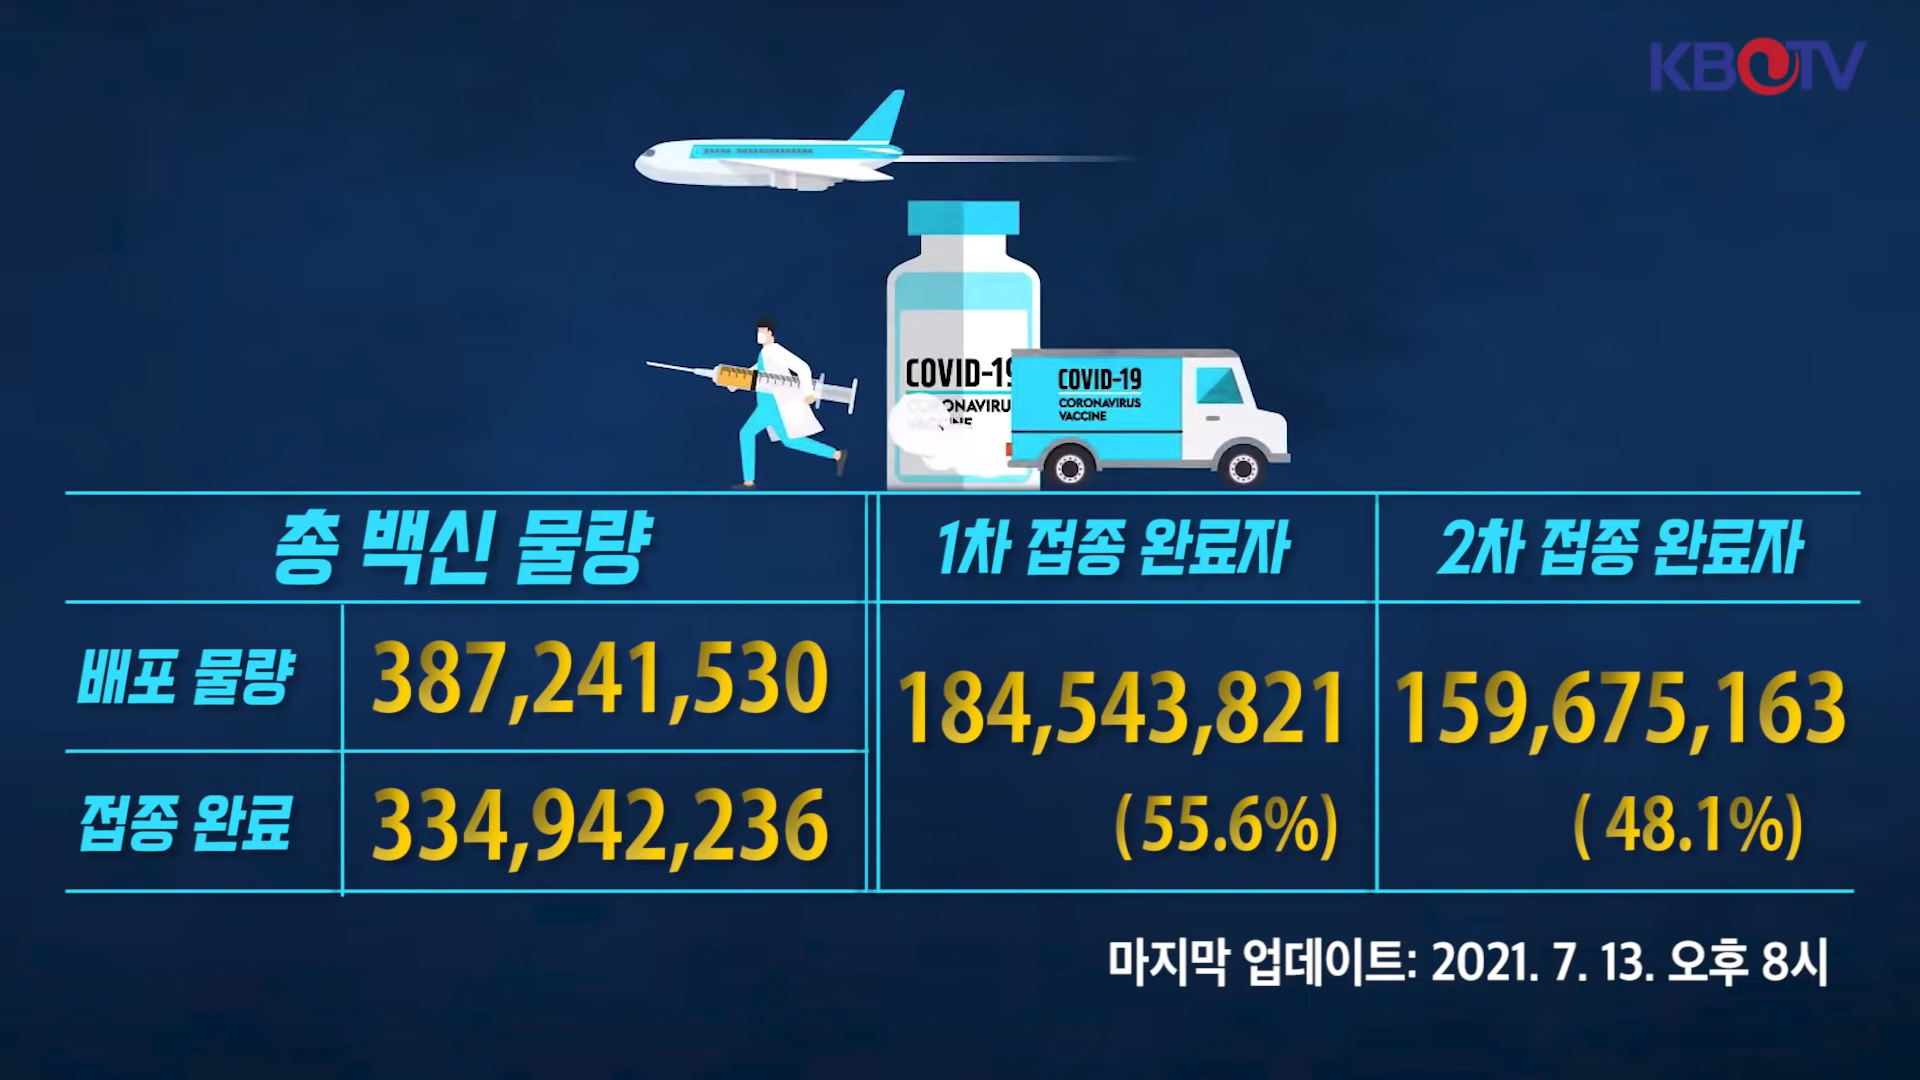 KBTV
COVID-19
CORONAVIRUS
VACCINE
COVID-19
CORONAVIRUS
VACCINE
총 백신 물량
1차 접종 완료자
2차 접종 완료자
배포 물량
387,241,530
184,543,821
159,675,163
접종 완료
334,942,236
(55.6%)
( 48.1%)
마지막 업데이트: 2021. 7. 13. 오후 8시